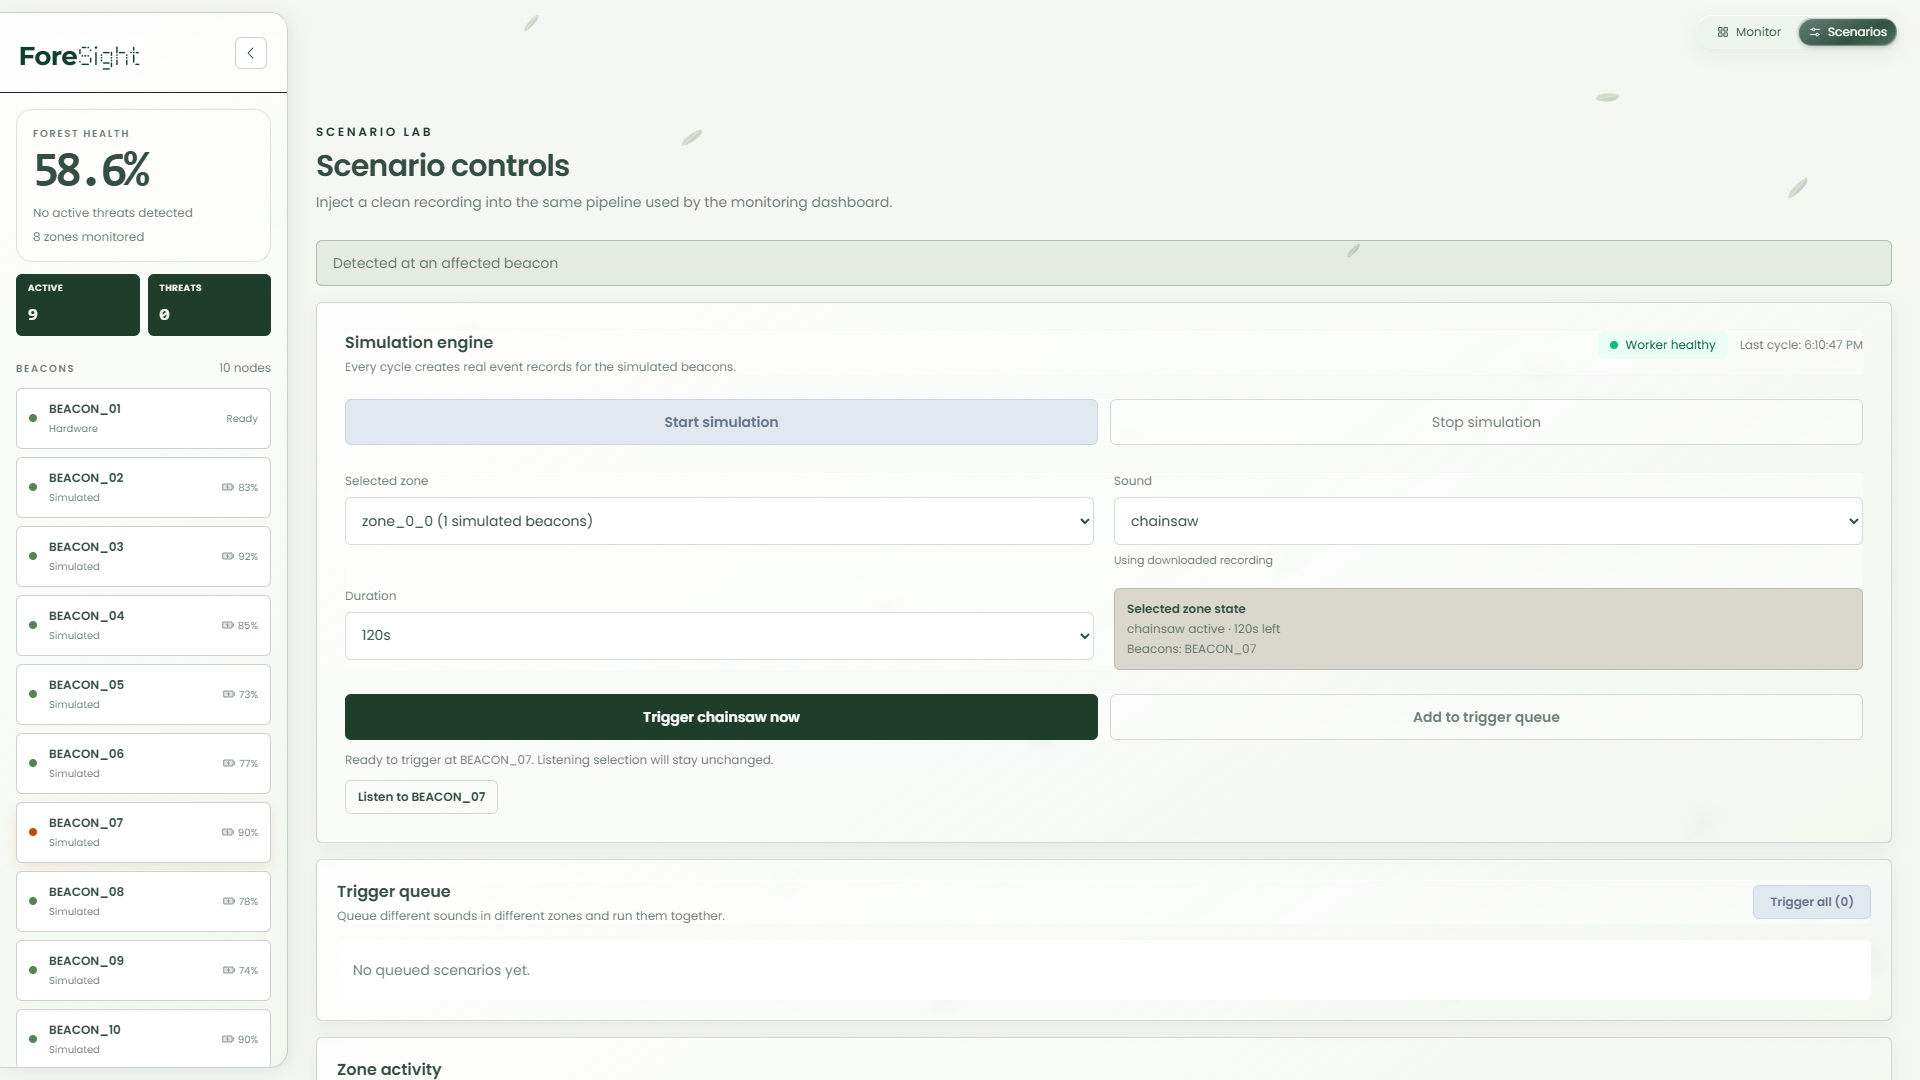 ForeSight
FOREST HEALTH
58.6%
No active threats detected
8 zones monitored
ACTIVE
9
THREATS
0
BEACONS
10 nodes
BEACON_01
Hardware
Ready
BEACON_02
Simulated
83%
BEACON_03
Simulated
92%
BEACON_04
Simulated
85%
BEACON_05
Simulated
73%
BEACON_06
Simulated
77%
BEACON_07
Simulated
90%
BEACON_08
Simulated
78%
BEACON_09
Simulated
74%
BEACON_10
Simulated
90%
Monitor
Scenarios
SCENARIO LAB
Scenario controls
Inject a clean recording into the same pipeline used by the monitoring dashboard.
Detected at an affected beacon
Simulation engine
Every cycle creates real event records for the simulated beacons.
Worker healthy
Last cycle: 6:10:47 PM
Start simulation
Stop simulation
Selected zone
zone_0_0 (1 simulated beacons)
Sound
chainsaw
Using downloaded recording
Duration
120s
Selected zone state
chainsaw active · 120s left
Beacons: BEACON_07
Trigger chainsaw now
Add to trigger queue
Ready to trigger at BEACON_07. Listening selection will stay unchanged.
Listen to BEACON_07
Trigger queue
Queue different sounds in different zones and run them together.
Trigger all (0)
No queued scenarios yet.
Zone activity